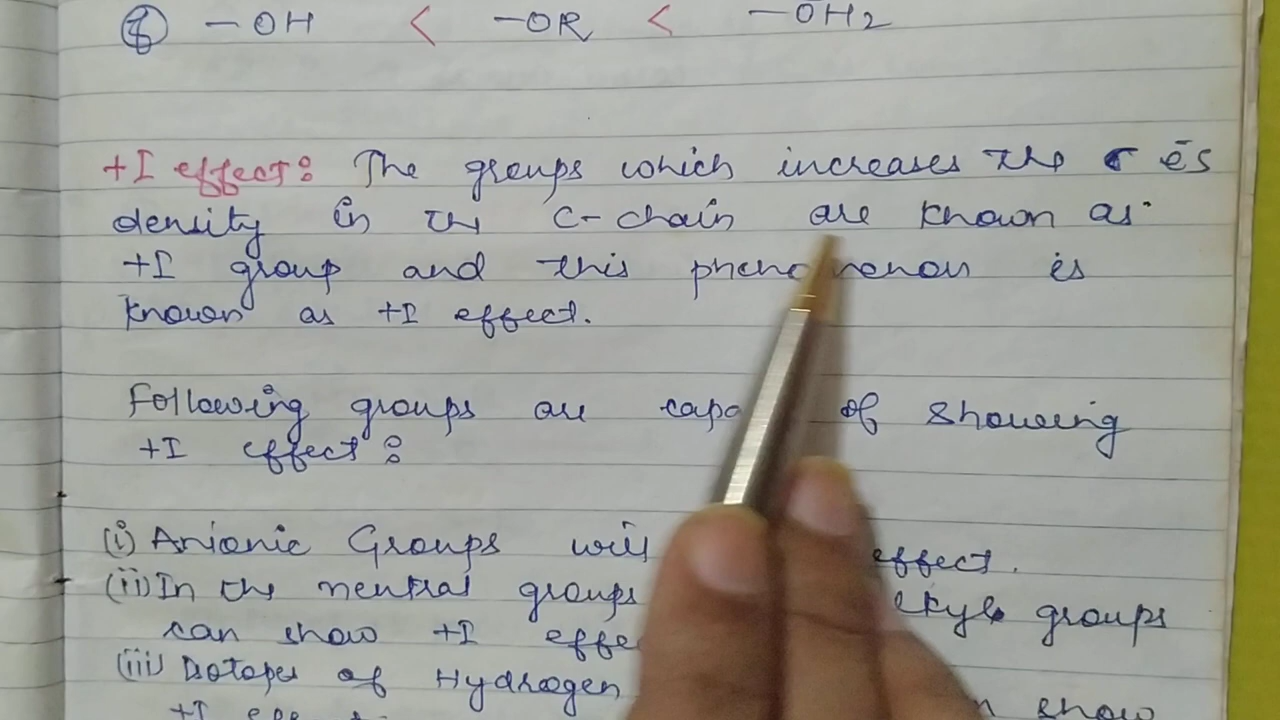 ⑧ -OH < -OR < -OH₂
+I effect: The groups which increases the σ ēs
density in the C-chain are known as
+I group and this phenomenon is
known as +I effect.
Following groups are of showing
+I effect:
(i) Anionic Groups will effect.
(ii) In the neutral groups groups
can show +I
(iii) Isotopes of Hydrogen show
+I